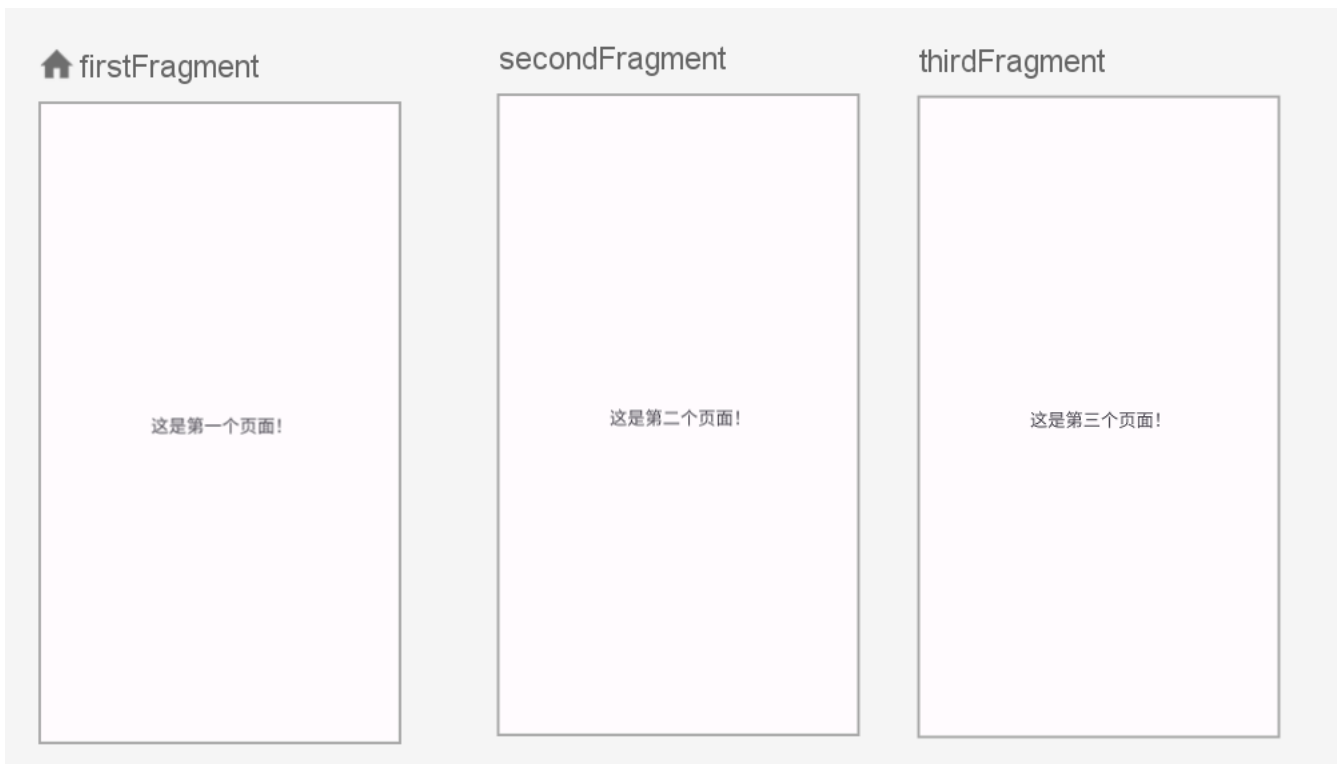 firstFragment
secondFragment
thirdFragment
这是第一个页面！
这是第二个页面！
这是第三个页面！